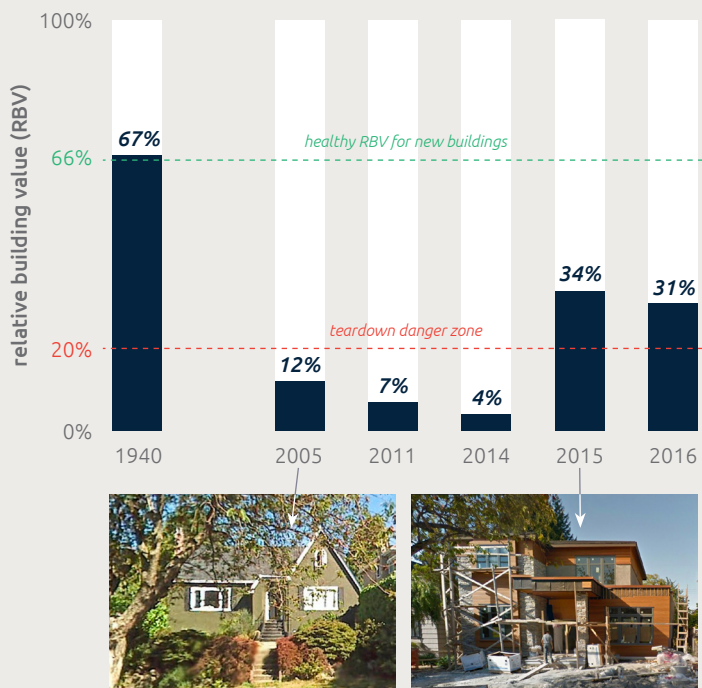 100%
relative building value (RBV)
67%
healthy RBV for new buildings
66%
34%
31%
teardown danger zone
20%
12%
7%
4%
0%
1940 2005 2011 2014 2015 2016